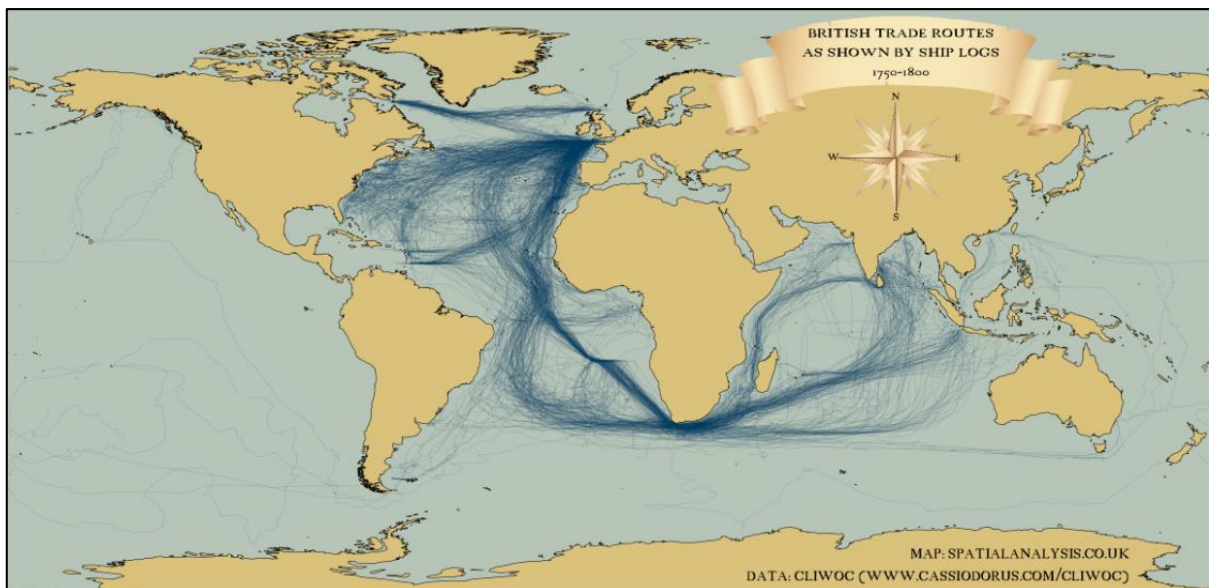 BRITISH TRADE ROUTES
AS SHOWN BY SHIP LOGS
1750-1800
N
W
E
S
MAP: SPATIALANALYSIS.CO.UK
DATA: CLIWOC (WWW.CASSIODORUS.COM/CLIWOC)